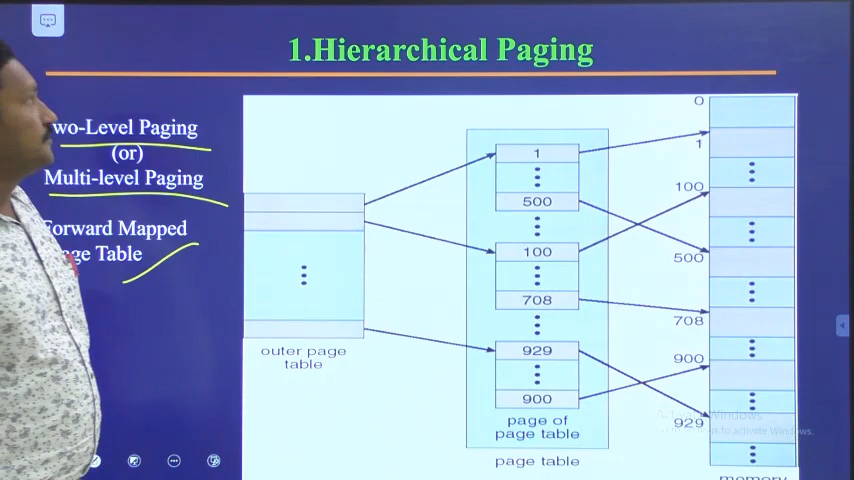 1.Hierarchical Paging
wo-Level Paging
(or)
Multi-level Paging
Forward Mapped
age Table
outer page
table
1
500
100
708
929
900
page of
page table
page table
0
1
100
500
708
900
929
memory